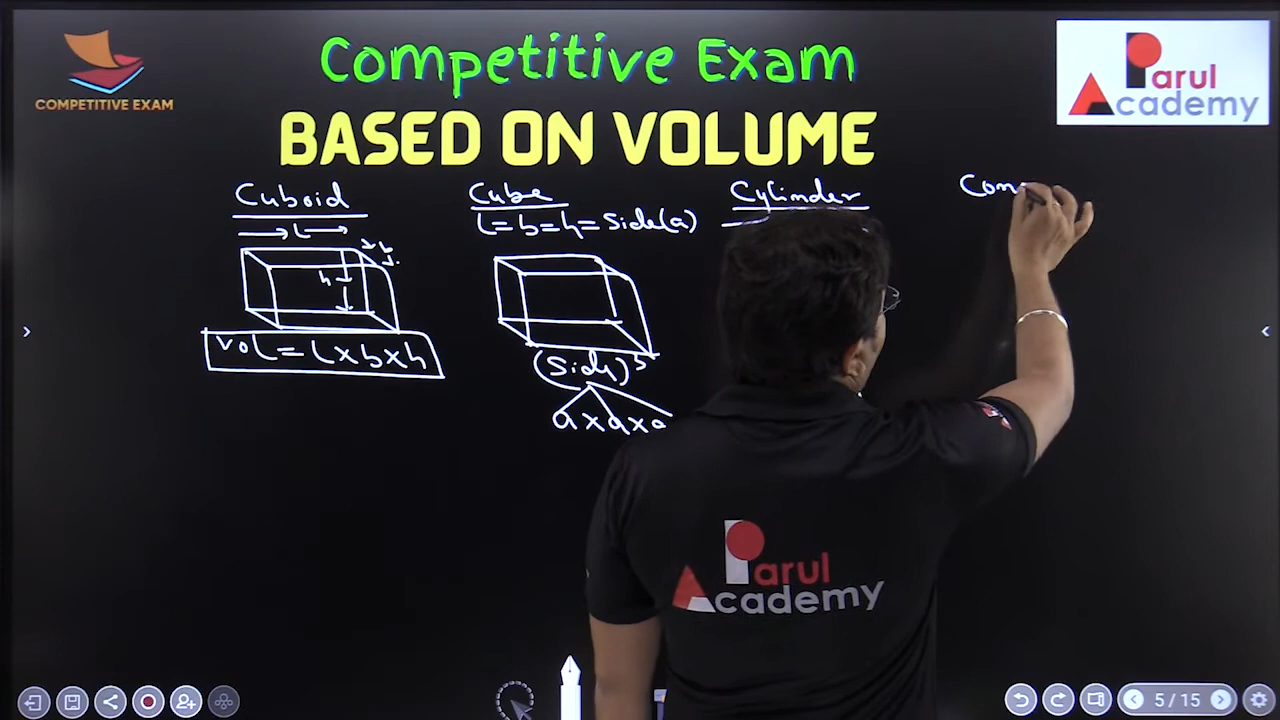 COMPETITIVE EXAM
Competitive Exam
BASED ON VOLUME
Parul
Academy
Cuboid
l
b
h
vol = l x b x h
Cube
l = b = h = Side(a)
(Side)³
a x a x a
Cylinder
Con
Parul
Academy
5 / 15